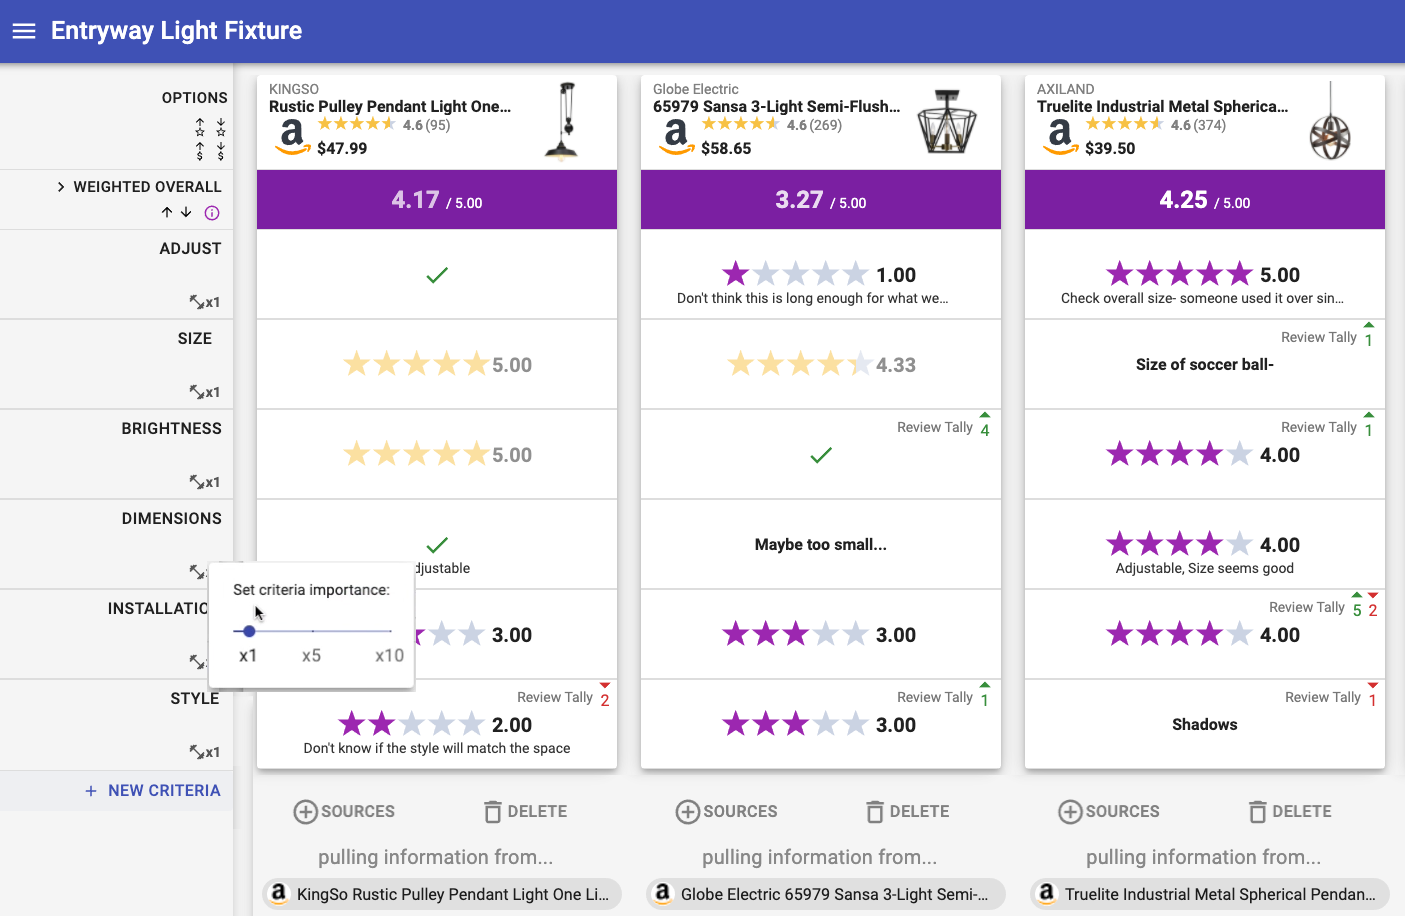 Entryway Light Fixture
OPTIONS
WEIGHTED OVERALL
ADJUST
x1
SIZE
x1
BRIGHTNESS
x1
DIMENSIONS
INSTALLATIO
STYLE
x1
+ NEW CRITERIA
Set criteria importance:
x1 x5 x10
KINGSO
Rustic Pulley Pendant Light One...
4.6 (95)
$47.99
4.17 / 5.00
5.00
5.00
djustable
3.00
Review Tally 2
2.00
Don't know if the style will match the space
SOURCES DELETE
pulling information from...
KingSo Rustic Pulley Pendant Light One Li...
Globe Electric
65979 Sansa 3-Light Semi-Flush...
4.6 (269)
$58.65
3.27 / 5.00
1.00
Don't think this is long enough for what we...
4.33
Review Tally 4
Maybe too small...
3.00
Review Tally 1
3.00
SOURCES DELETE
pulling information from...
Globe Electric 65979 Sansa 3-Light Semi-...
AXILAND
Truelite Industrial Metal Spherica...
4.6 (374)
$39.50
4.25 / 5.00
5.00
Check overall size- someone used it over sin...
Review Tally 1
Size of soccer ball-
Review Tally 1
4.00
4.00
Adjustable, Size seems good
Review Tally 5 2
4.00
Review Tally 1
Shadows
SOURCES DELETE
pulling information from...
Truelite Industrial Metal Spherical Pendan...